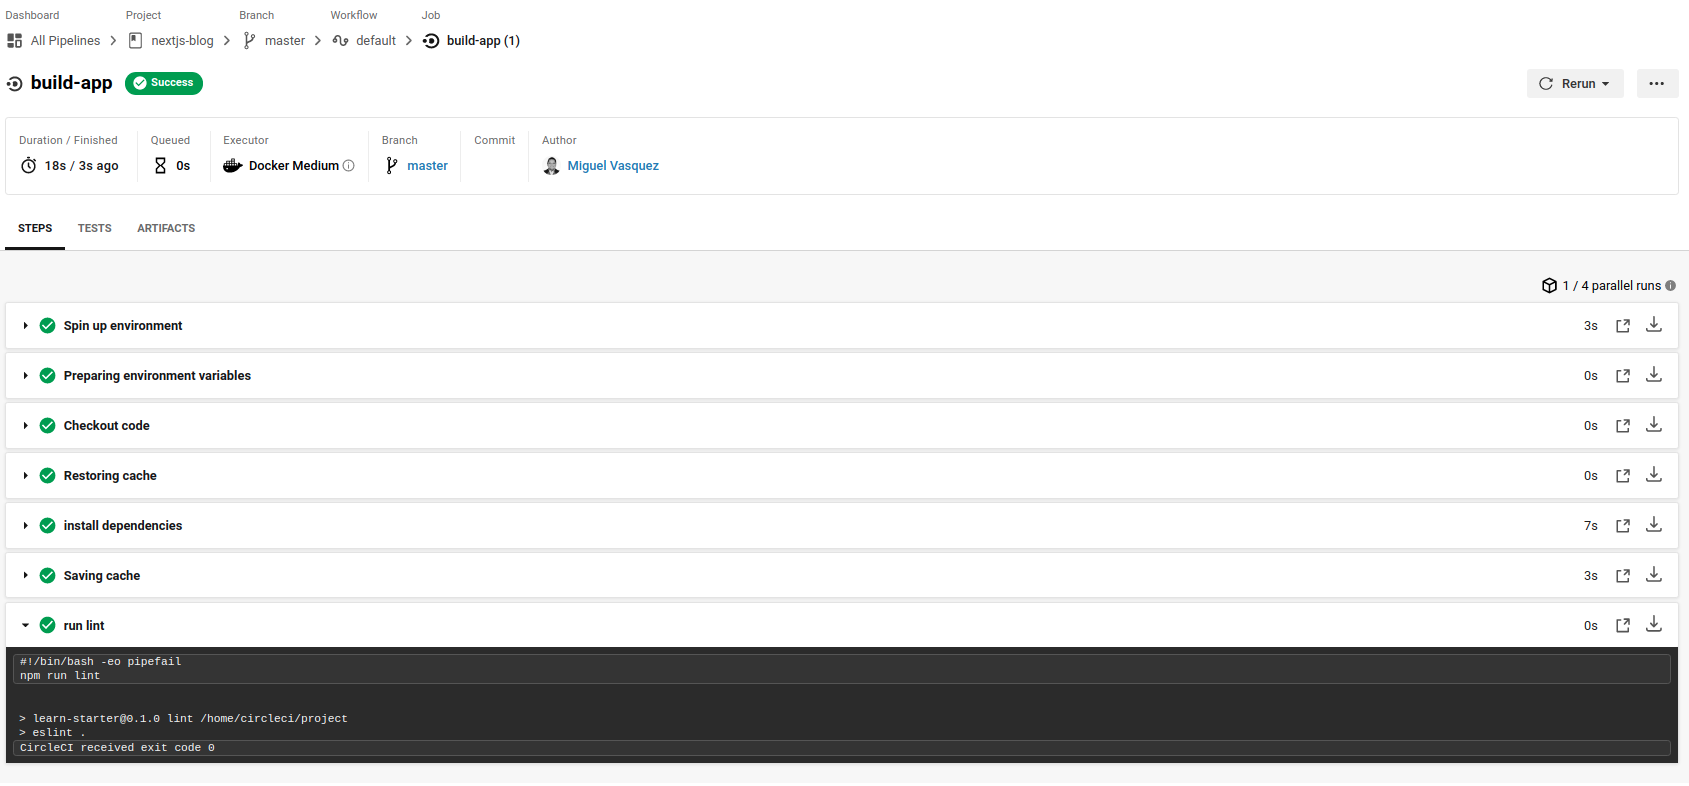 Dashboard Project Branch Workflow Job
All Pipelines nextjs-blog master default build-app (1)
build-app Success Rerun
Duration / Finished Queued Executor Branch Commit Author
18s / 3s ago 0s Docker Medium master Miguel Vasquez
STEPS TESTS ARTIFACTS
1 / 4 parallel runs
Spin up environment 3s
Preparing environment variables 0s
Checkout code 0s
Restoring cache 0s
install dependencies 7s
Saving cache 3s
run lint 0s
#!/bin/bash -eo pipefail
npm run lint
> learn-starter@0.1.0 lint /home/circleci/project
> eslint .
CircleCI received exit code 0